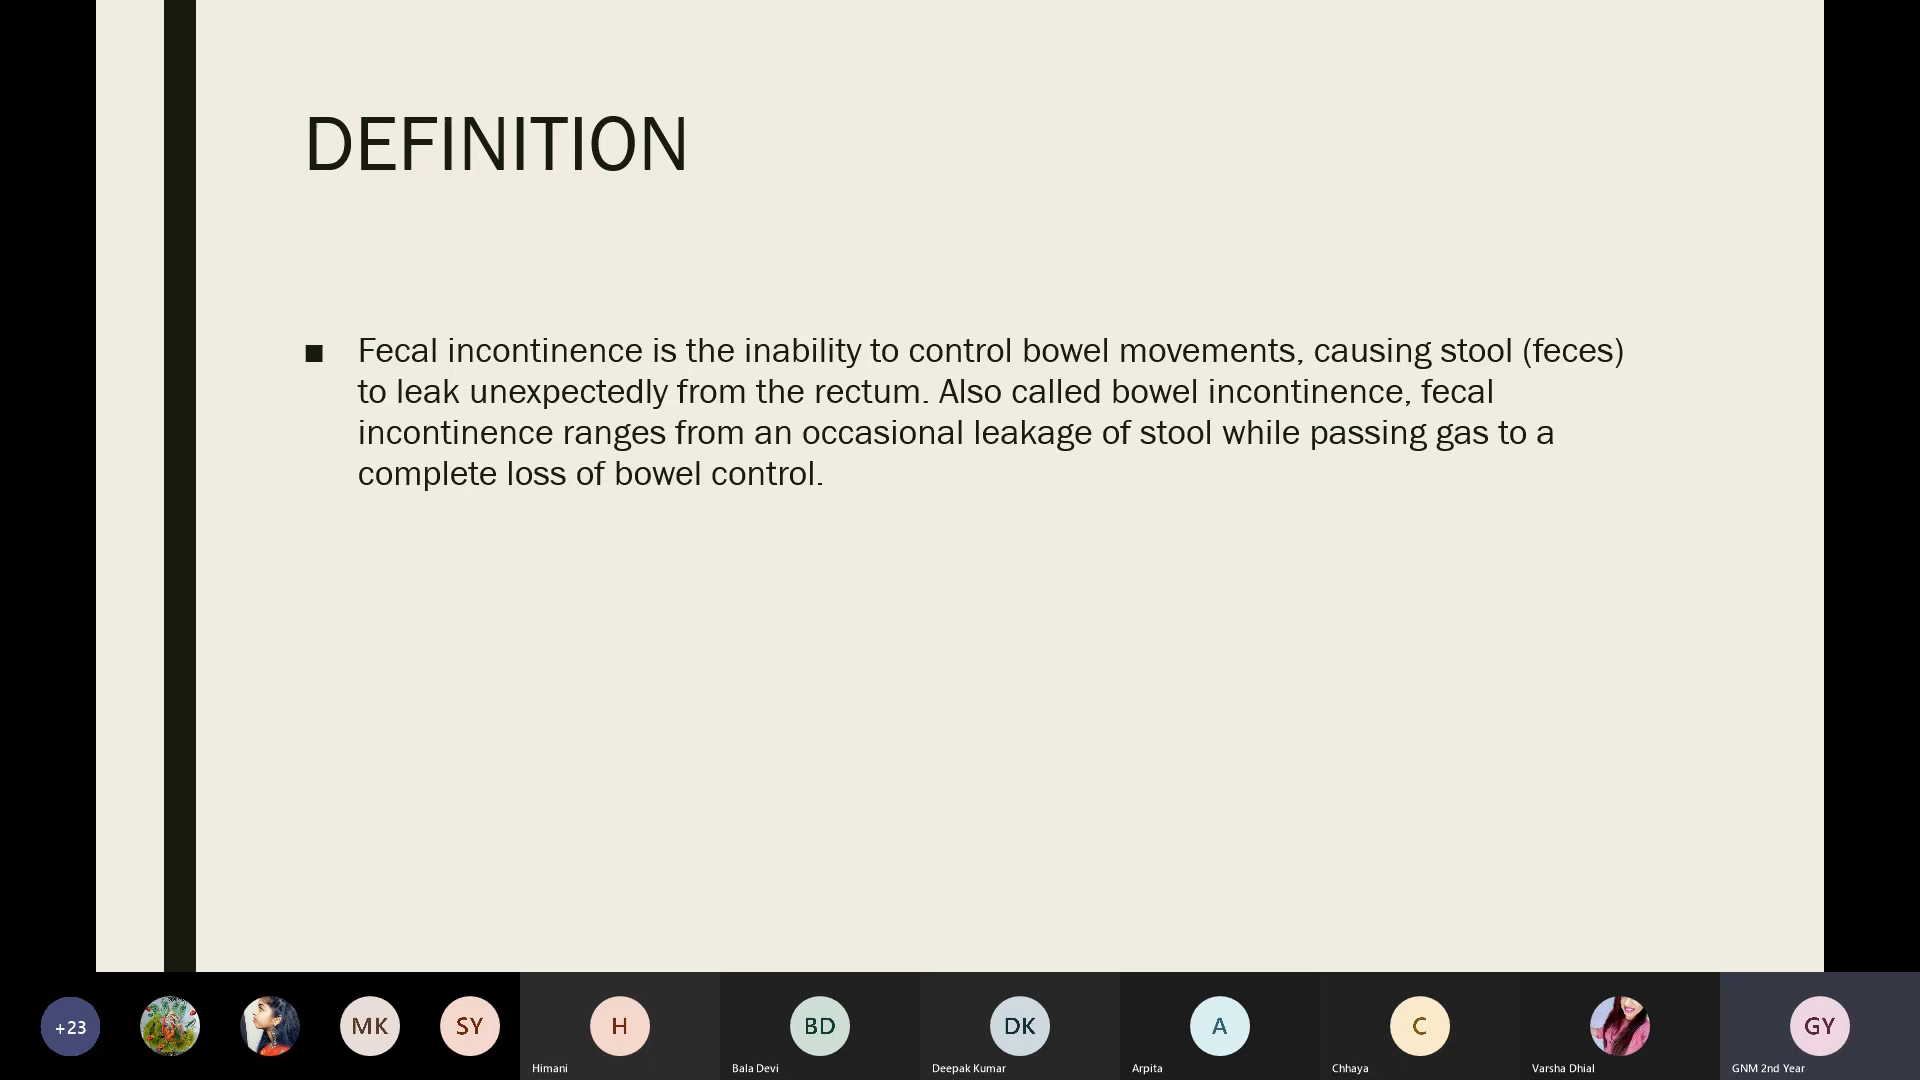 DEFINITION
■ Fecal incontinence is the inability to control bowel movements, causing stool (feces)
to leak unexpectedly from the rectum. Also called bowel incontinence, fecal
incontinence ranges from an occasional leakage of stool while passing gas to a
complete loss of bowel control.
+23
MK
SY
H
BD
DK
A
C
GY
Himani
Bala Devi
Deepak Kumar
Arpita
Chhaya
Varsha Dhial
GNM 2nd Year